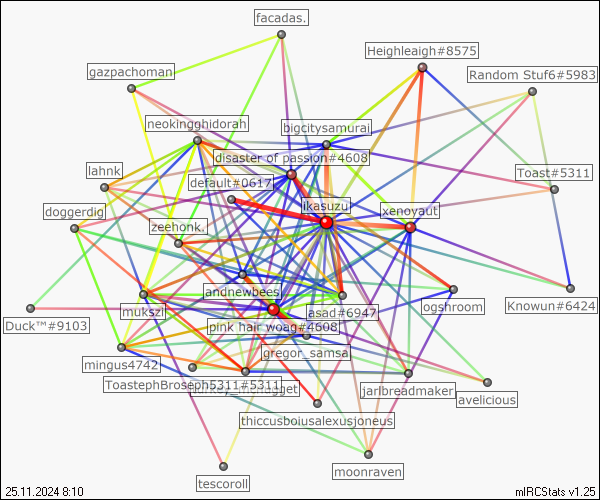 facadas.
Heighleaigh#8575
gazpachoman
Random Stuf6#5983
neokingghidorah
bigcitysamurai
disaster of passion#4608
lahnk
default#0617
Toast#5311
ikasuzu
xenovaut
doggerdig
zeehonk.
andnewbees
mukszi
asad#6947
ogshroom
Knowun#6424
Duck™#9103
pink hair woag#4608
gregor_samsa
mingus4742
ToastephBroseph5311#5311
jarlbreadmaker
avelicious
thiccusboiusalexusjoneus
moonraven
tescoroll
25.11.2024 8:10
mIRCStats v1.25